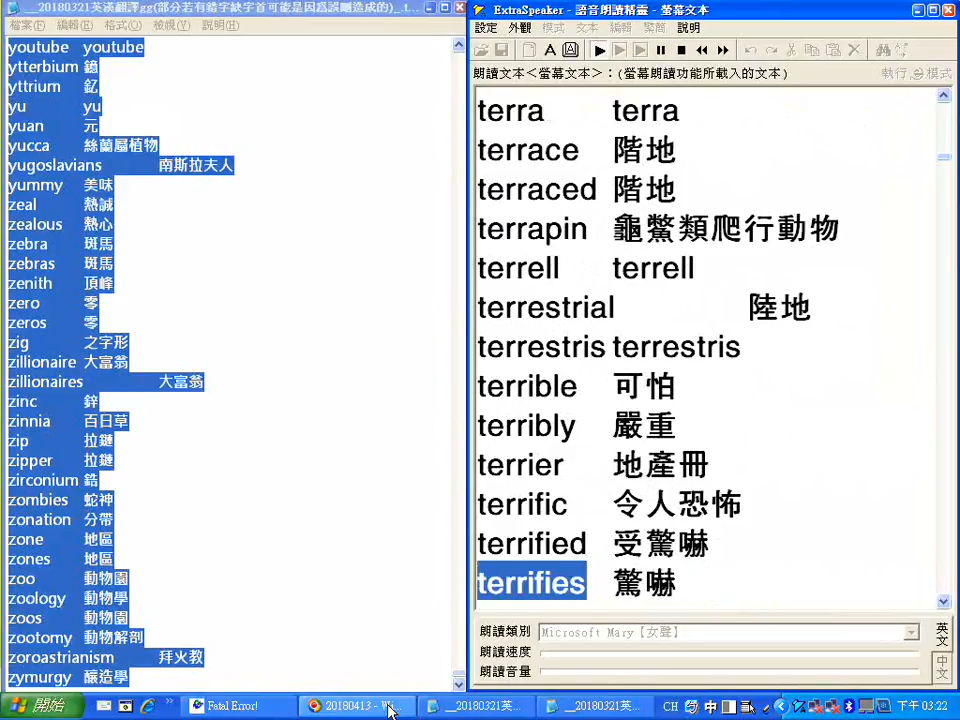 __20180321英漢翻譯gg(部分若有錯字缺字首可能是因為誤刪造成的)_t...
檔案(F) 編輯(E) 格式(O) 檢視(V) 說明(H)
youtube youtube
ytterbium 鐿
yttrium 釔
yu yu
yuan 元
yucca 絲蘭屬植物
yugoslavians 南斯拉夫人
yummy 美味
zeal 熱誠
zealous 熱心
zebra 斑馬
zebras 斑馬
zenith 頂峰
zero 零
zeros 零
zig 之字形
zillionaire 大富翁
zillionaires 大富翁
zinc 鋅
zinnia 百日草
zip 拉鏈
zipper 拉鏈
zirconium 鋯
zombies 蛇神
zonation 分帶
zone 地區
zones 地區
zoo 動物園
zoology 動物學
zoos 動物園
zootomy 動物解剖
zoroastrianism 拜火教
zymurgy 釀造學
ExtraSpeaker - 語音朗讀精靈 - 螢幕文本
設定 外觀 模式 文本 編輯 繁簡 說明
朗讀文本<螢幕文本>：(螢幕朗讀功能所載入的文本) 執行 模式
terra terra
terrace 階地
terraced 階地
terrapin 龜鱉類爬行動物
terrell terrell
terrestrial 陸地
terrestris terrestris
terrible 可怕
terribly 嚴重
terrier 地產冊
terrific 令人恐怖
terrified 受驚嚇
terrifies 驚嚇
朗讀類別 Microsoft Mary【女聲】
朗讀速度
朗讀音量
英文
中文
開始 Fatal Error! 20180413 - Wi... __20180321英... __20180321英... CH 中 下午 03:22